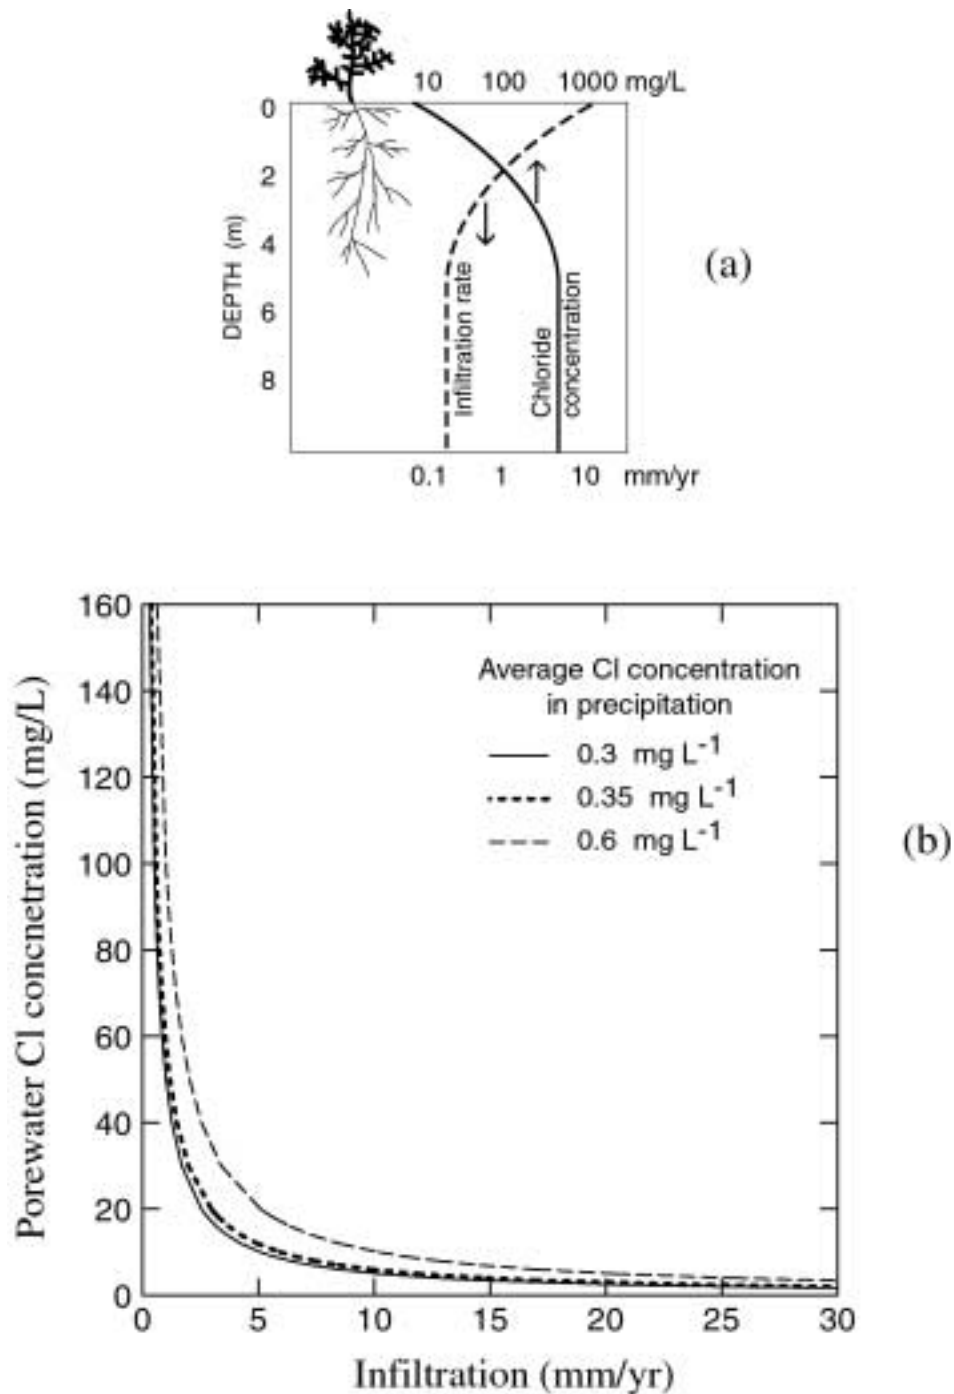 10 100 1000 mg/L
0
2
4
6
8
DEPTH (m)
Infiltration rate
Chloride
concentration
0.1 1 10 mm/yr
(a)
160
140
120
100
80
60
40
20
0
Porewater Cl concnetration (mg/L)
Average Cl concentration
in precipitation
0.3 mg L⁻¹
0.35 mg L⁻¹
0.6 mg L⁻¹
(b)
0 5 10 15 20 25 30
Infiltration (mm/yr)